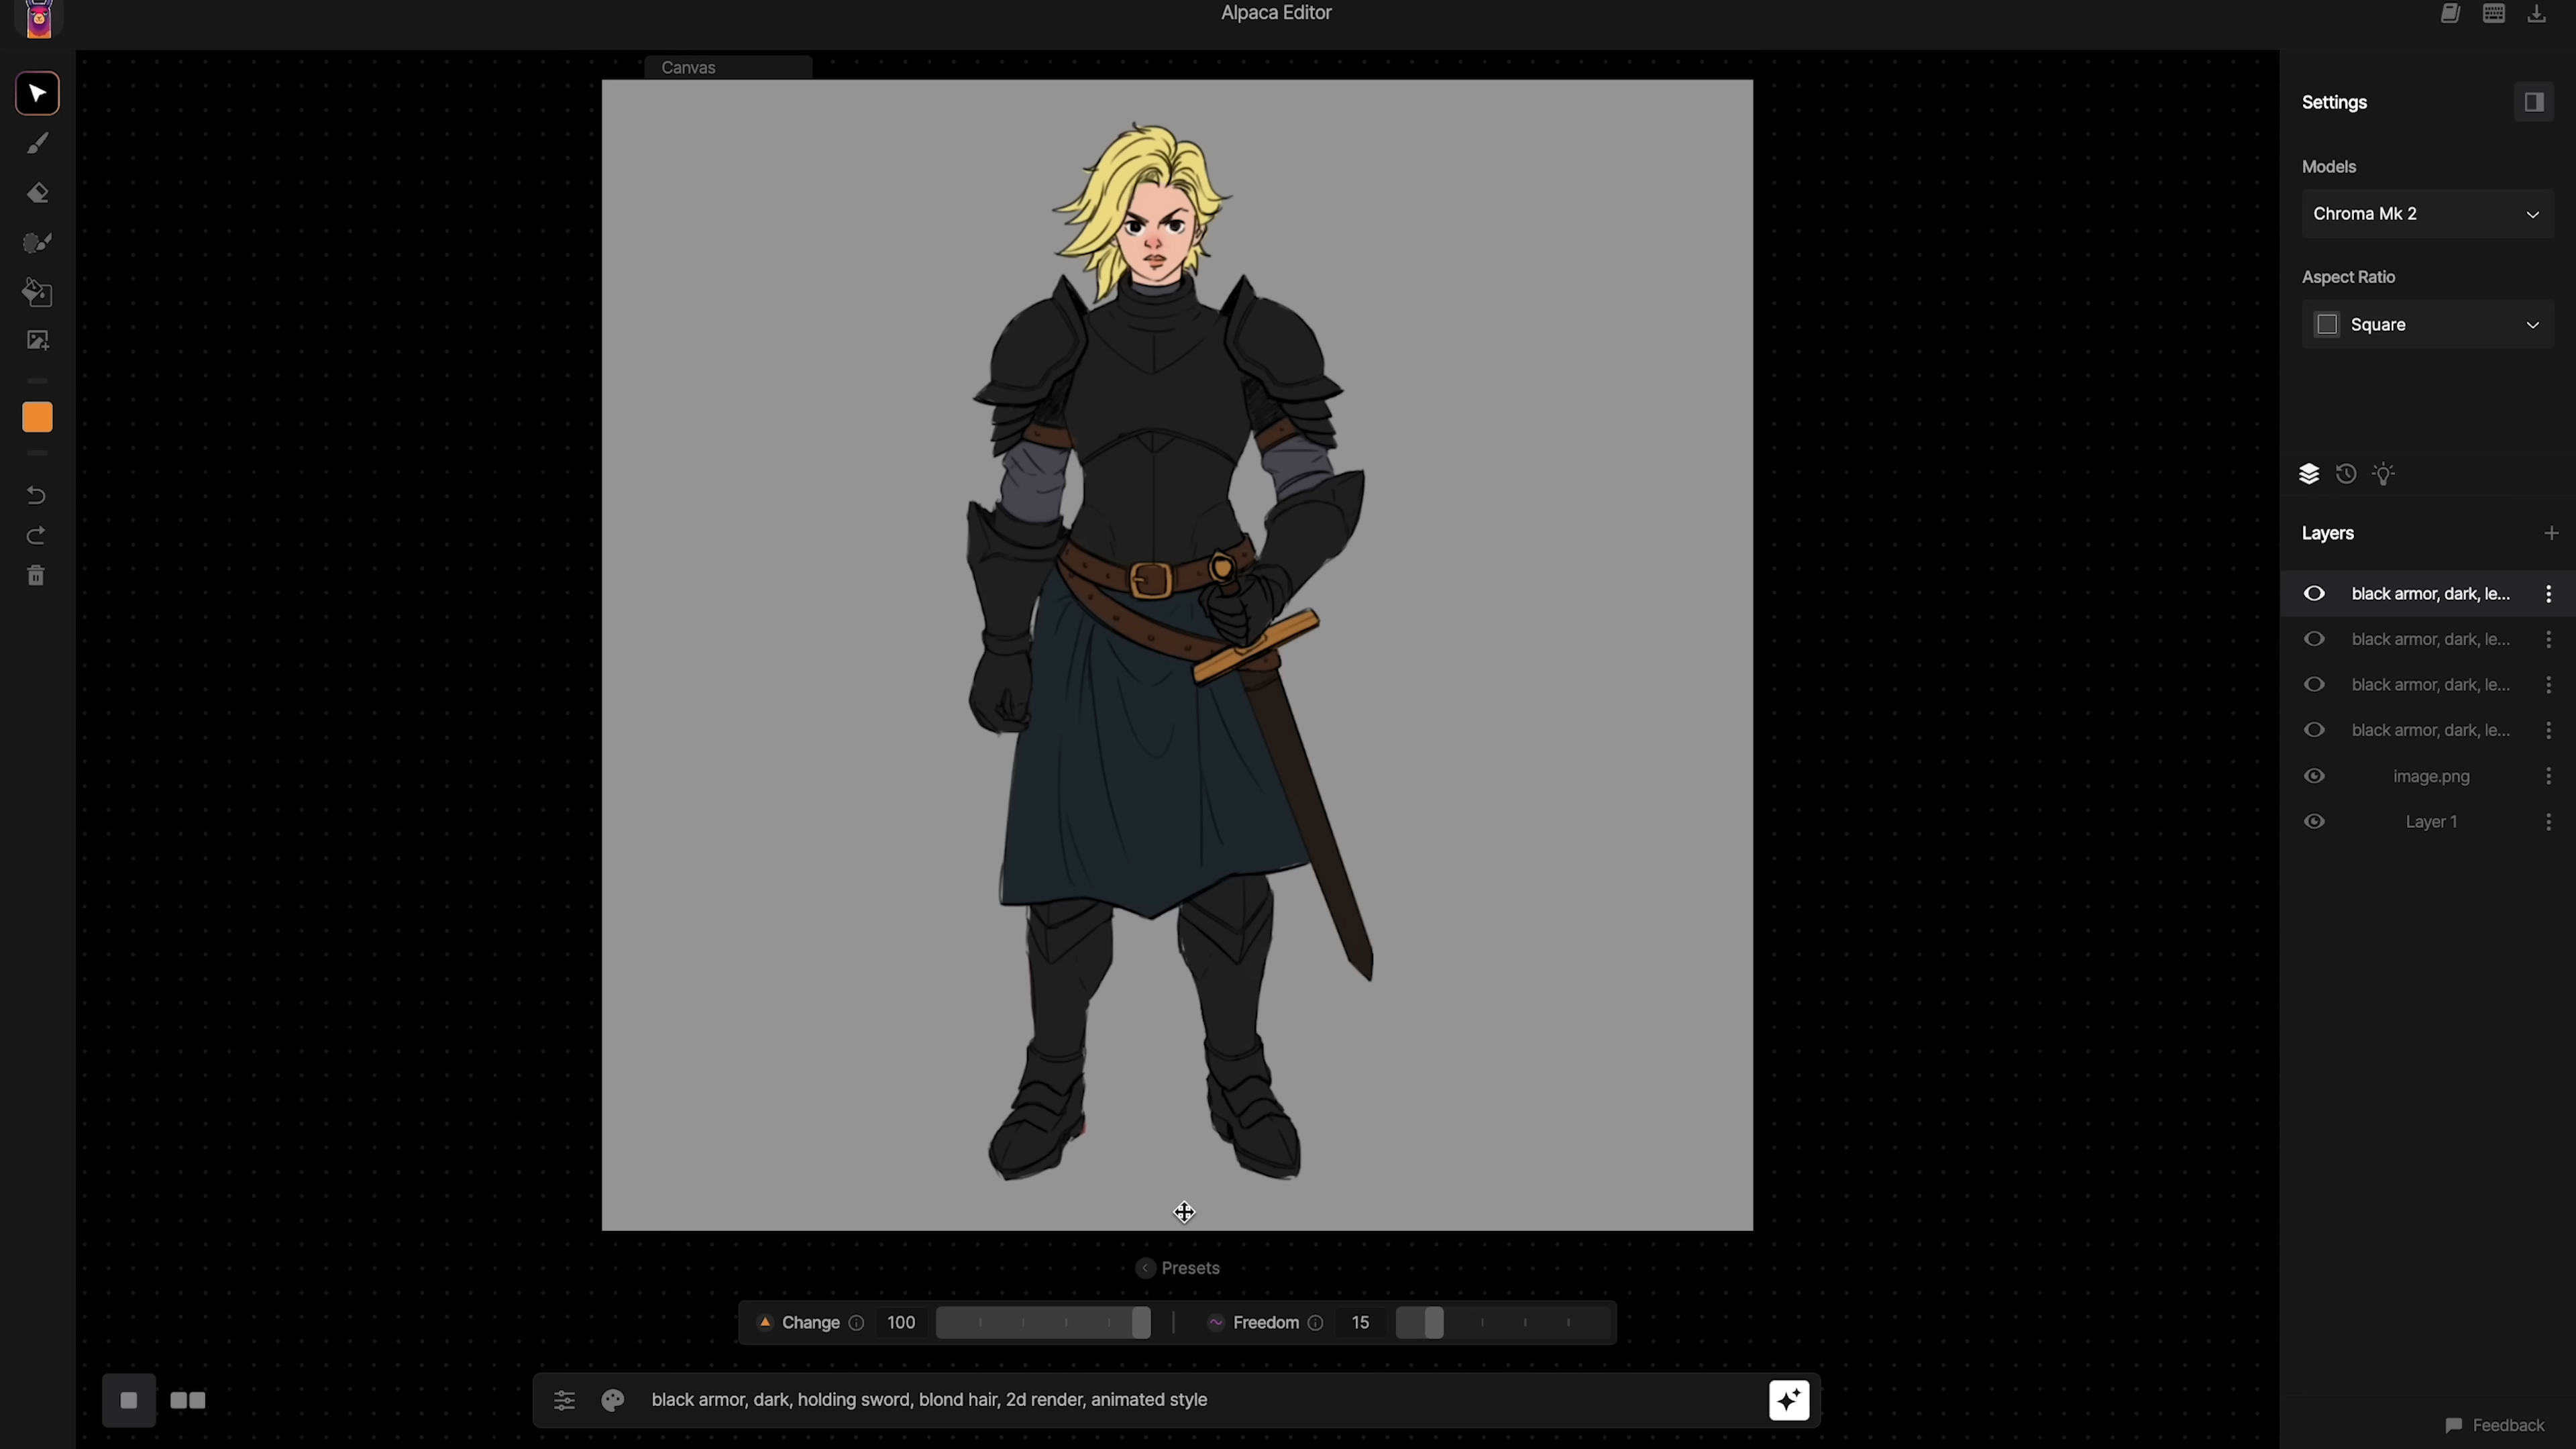 Alpaca Editor
Canvas
Settings
Models
Chroma Mk 2
Aspect Ratio
Square
Layers
black armor, dark, le...
black armor, dark, le...
black armor, dark, le...
black armor, dark, le...
image.png
Layer 1
Presets
Change 100 Freedom 15
black armor, dark, holding sword, blond hair, 2d render, animated style
Feedback